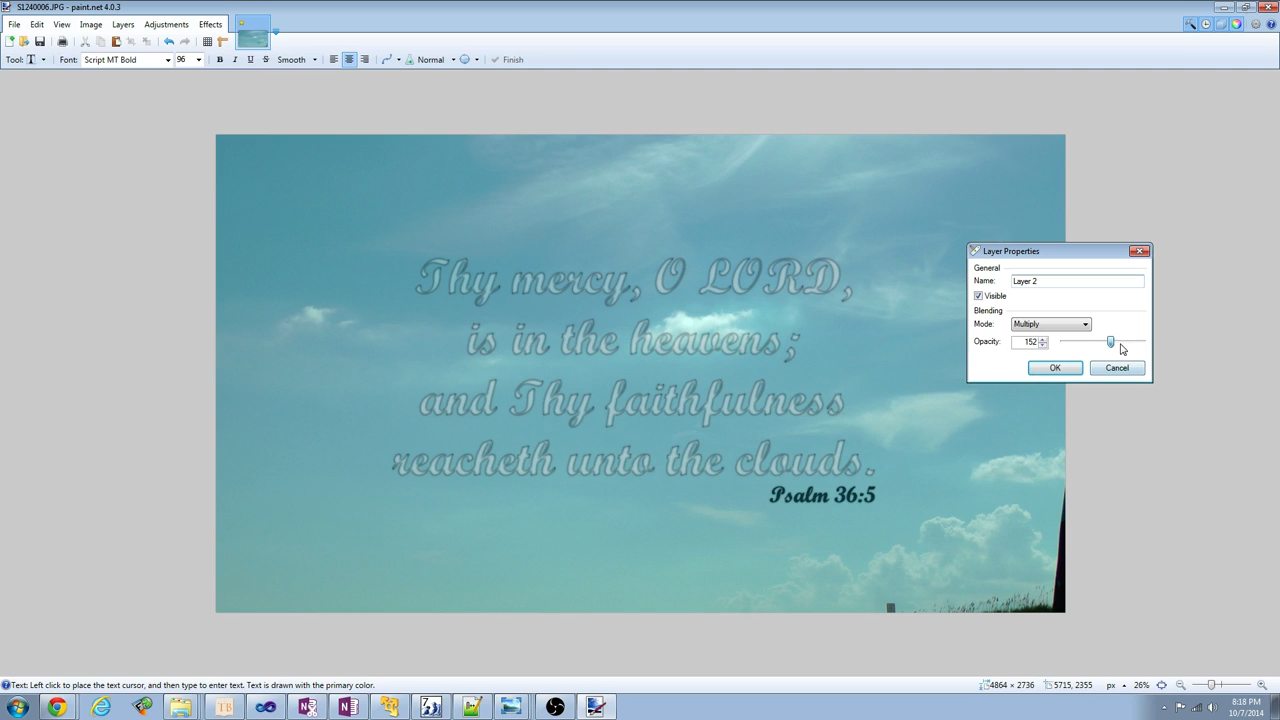 S1240006.JPG - paint.net 4.0.3
File Edit View Image Layers Adjustments Effects
Tool: T Font: Script MT Bold 96 B I U S Smooth Normal Finish
Thy mercy, O LORD,
is in the heavens;
and Thy faithfulness
reacheth unto the clouds.
Psalm 36:5
Layer Properties
General
Name: Layer 2
Visible
Blending
Mode: Multiply
Opacity: 152
OK Cancel
Text: Left click to place the text cursor, and then type to enter text. Text is drawn with the primary color. 4864 × 2736 5715, 2355 px 26%
TB
8:18 PM
10/7/2014